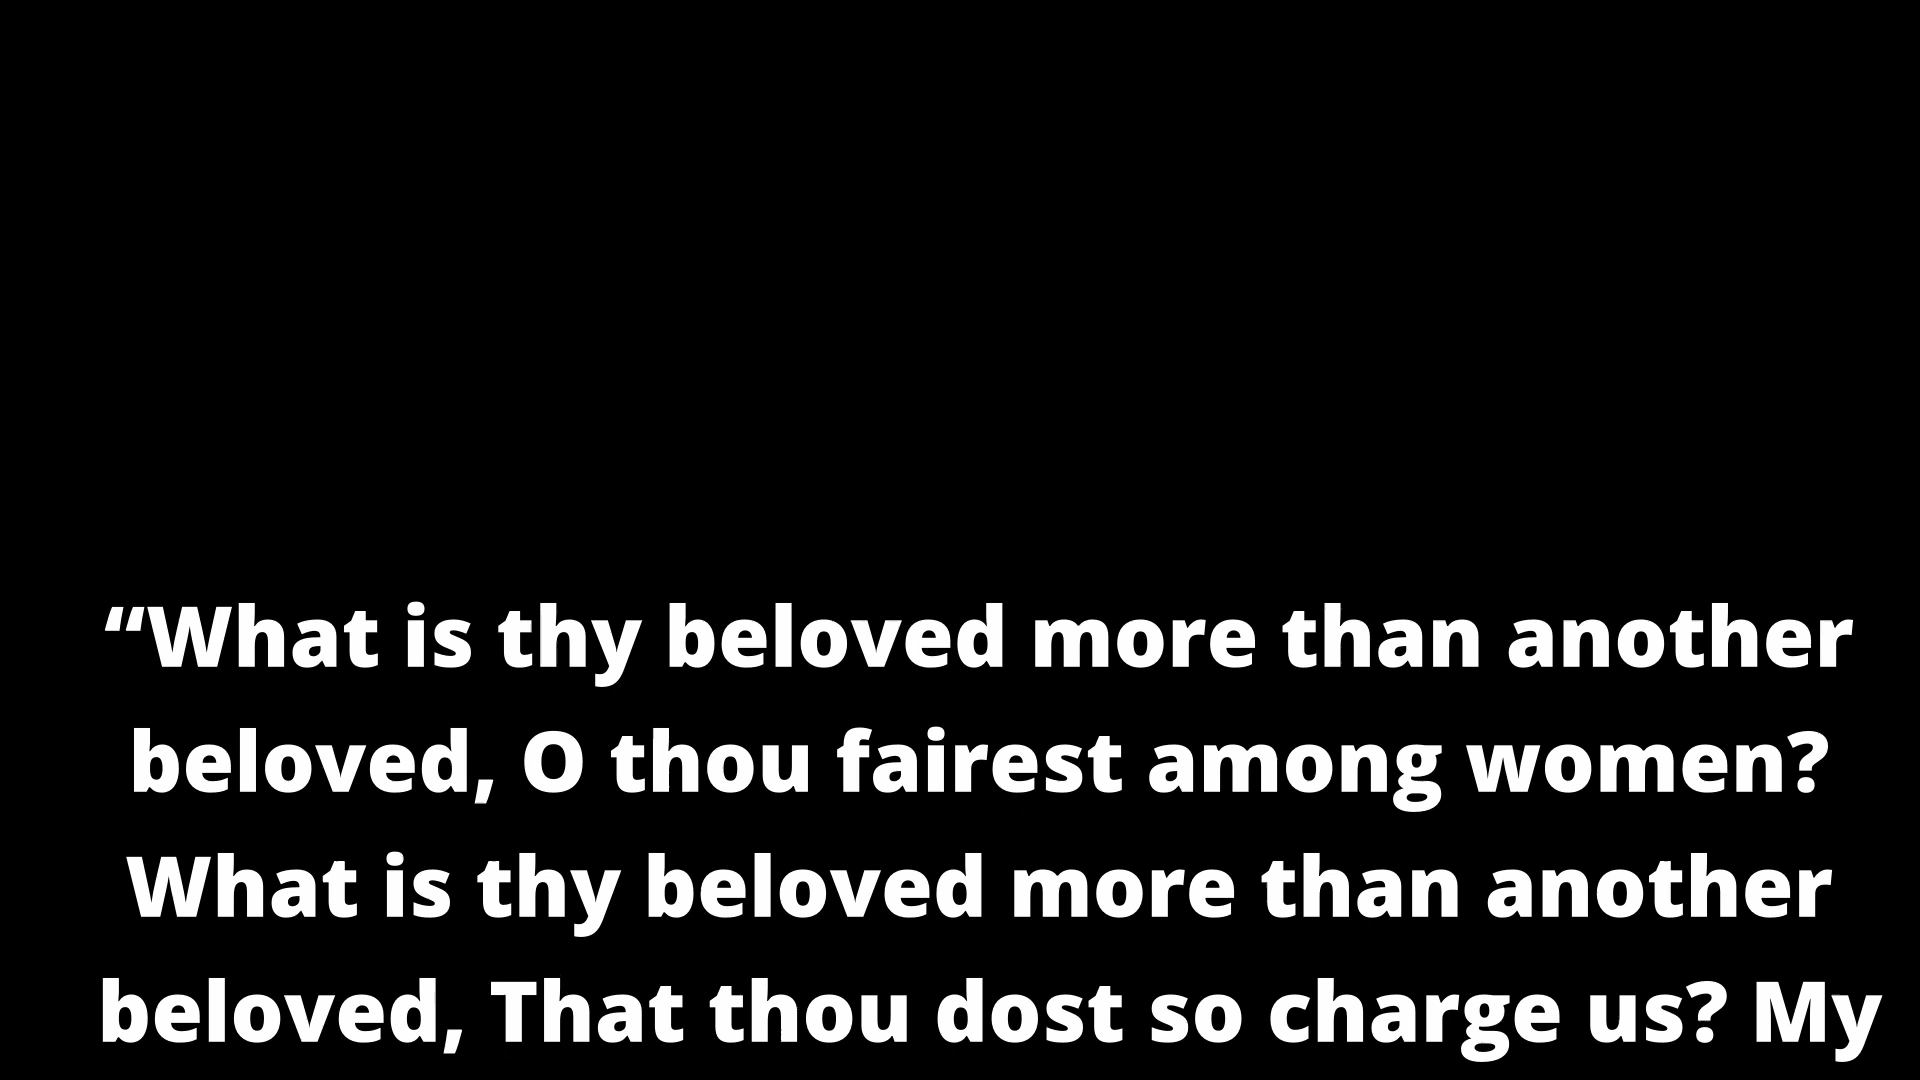 “What is thy beloved more than another
beloved, O thou fairest among women?
What is thy beloved more than another
beloved, That thou dost so charge us? My